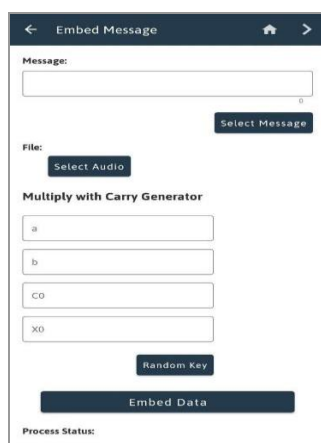 Embed Message
Message:
0
Select Message
File:
Select Audio
Multiply with Carry Generator
a
b
C0
X0
Random Key
Embed Data
Process Status: